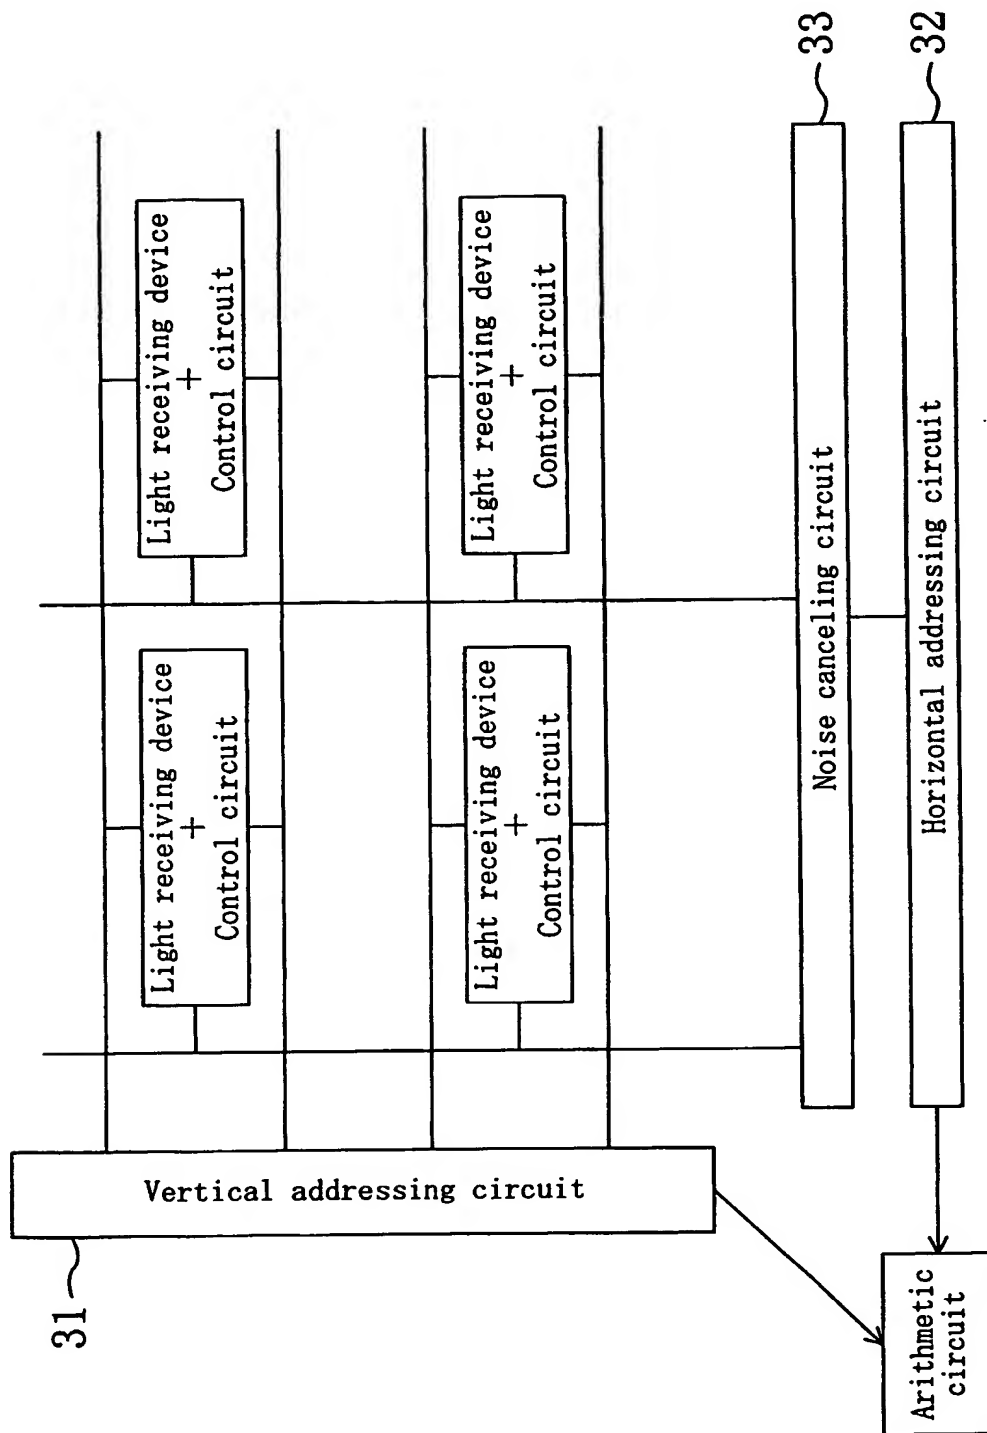 Light receiving device
+
Control circuit
Light receiving device
+
Control circuit
Light receiving device
+
Control circuit
Light receiving device
+
Control circuit
33
32
Noise canceling circuit
Horizontal addressing circuit
Vertical addressing circuit
31
Arithmetic
circuit